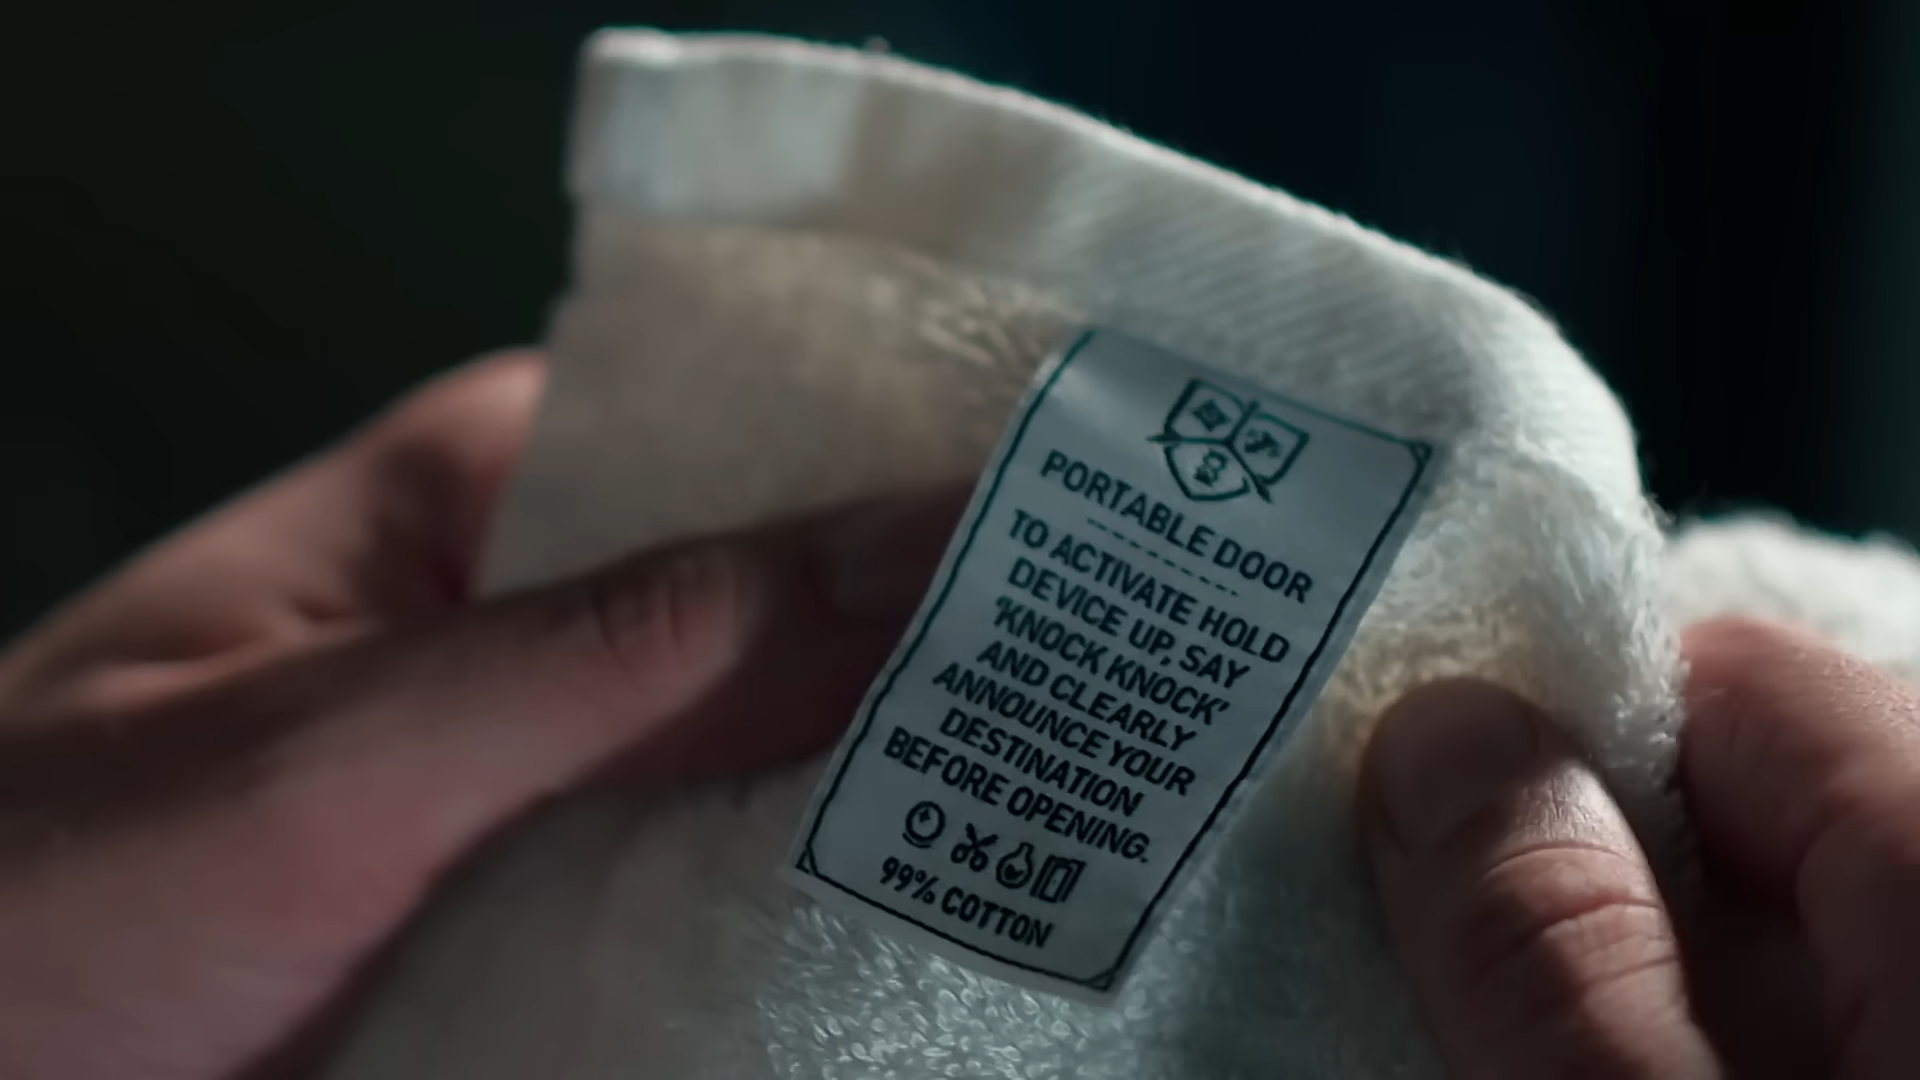 PORTABLE DOOR
TO ACTIVATE HOLD
DEVICE UP, SAY
'KNOCK KNOCK'
AND CLEARLY
ANNOUNCE YOUR
DESTINATION
BEFORE OPENING.
99% COTTON